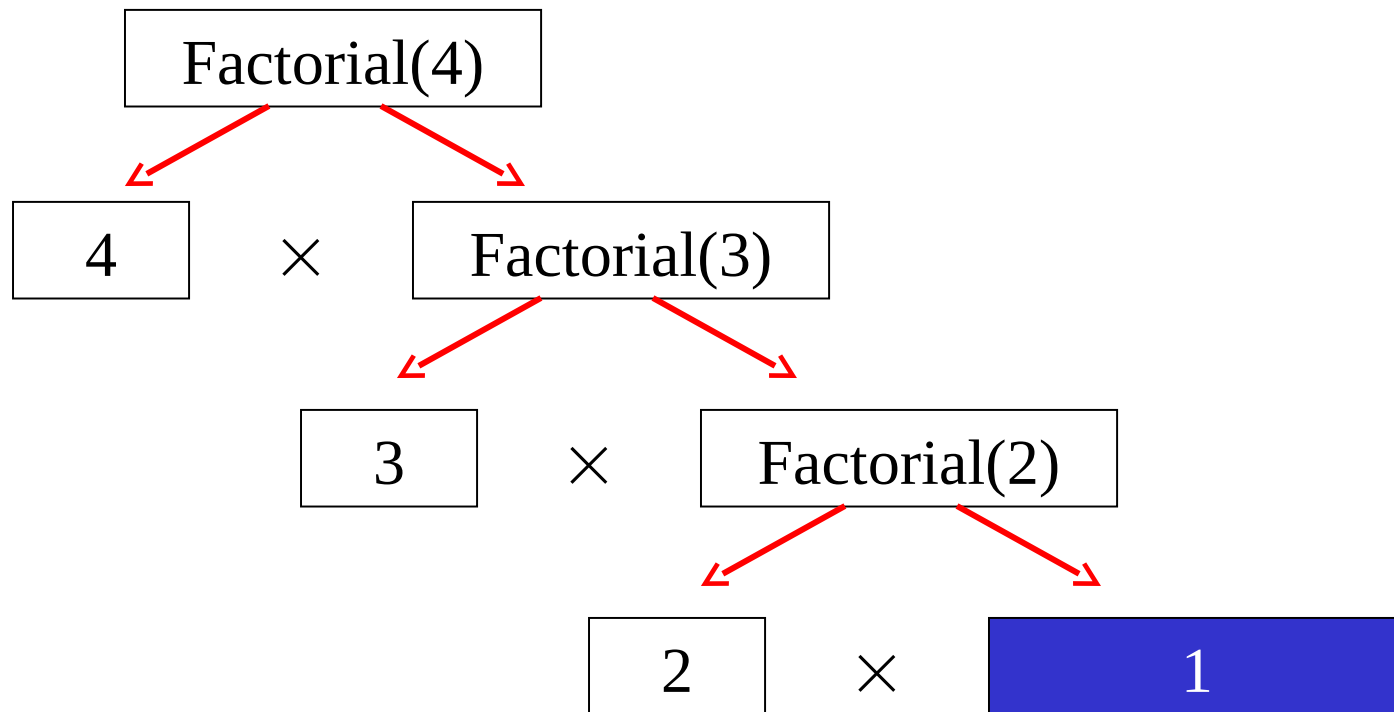 Factorial(4)
4 × Factorial(3)
3 × Factorial(2)
2 × 1